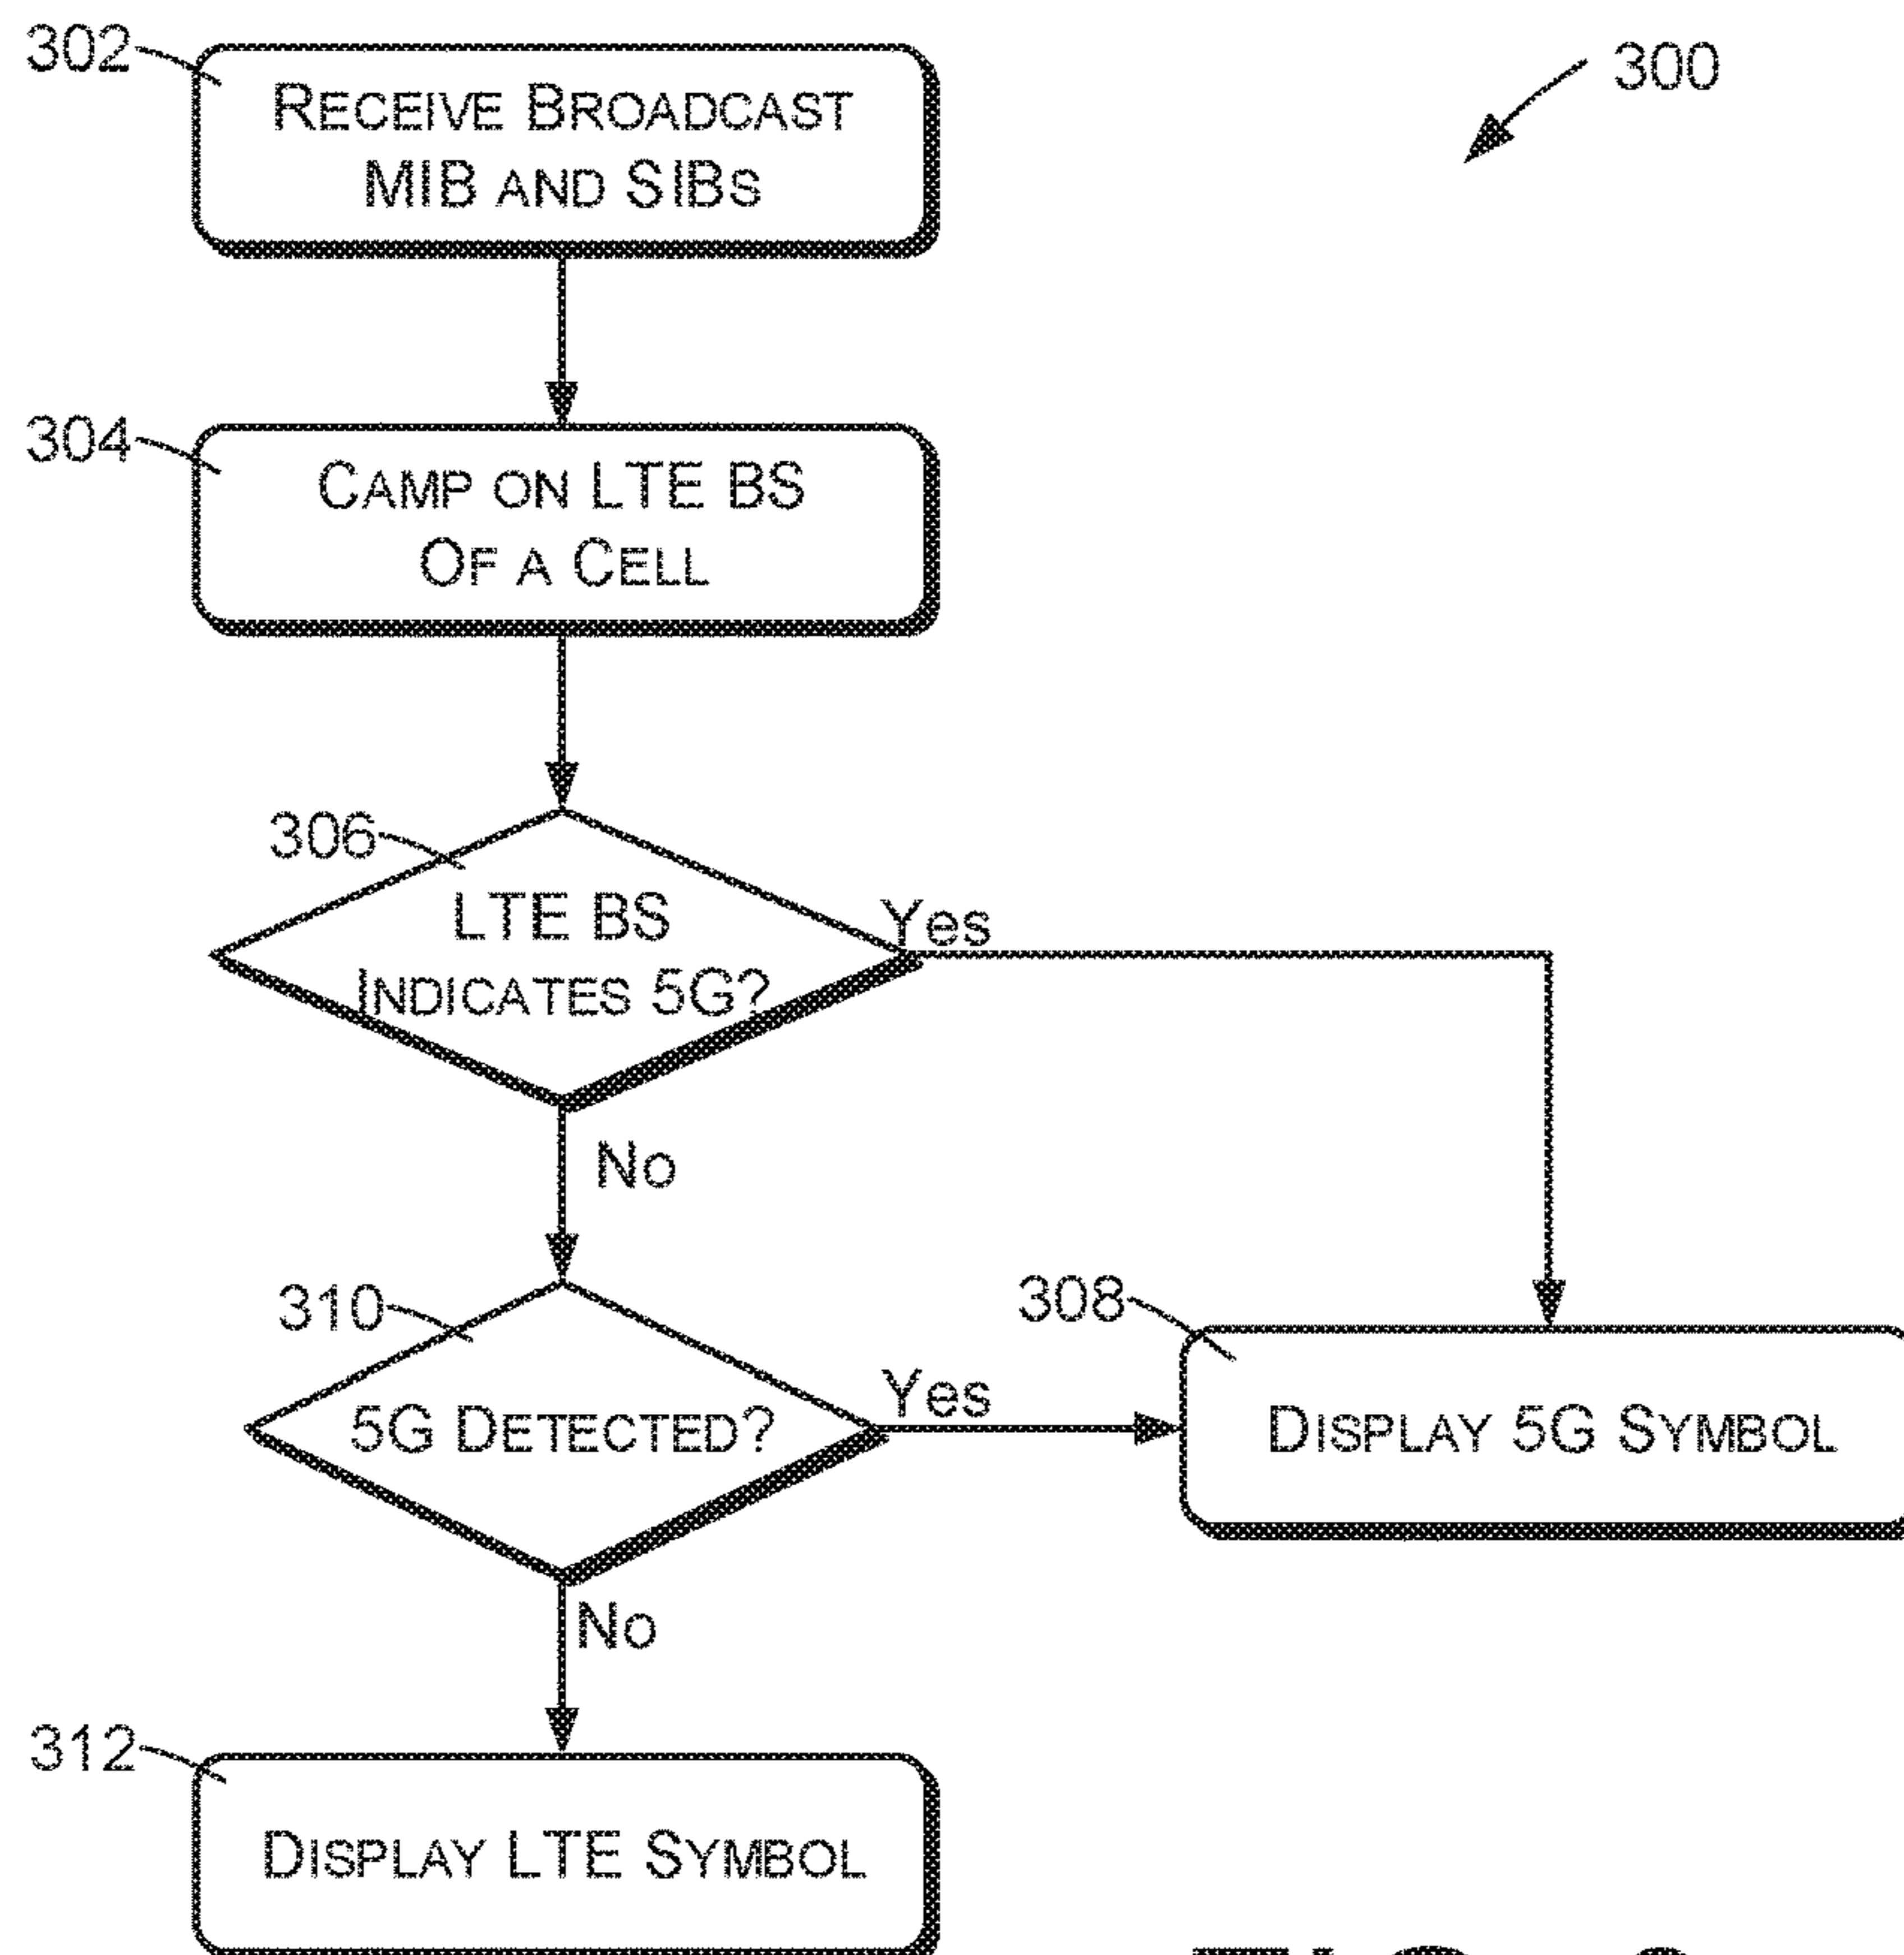 302
300
RECEIVE BROADCAST
MIB AND SIBS
304
CAMP ON LTE BS
OF A CELL
306
LTE BS
INDICATES 5G?
Yes
No
310
5G DETECTED?
Yes
308
DISPLAY 5G SYMBOL
No
312
DISPLAY LTE SYMBOL